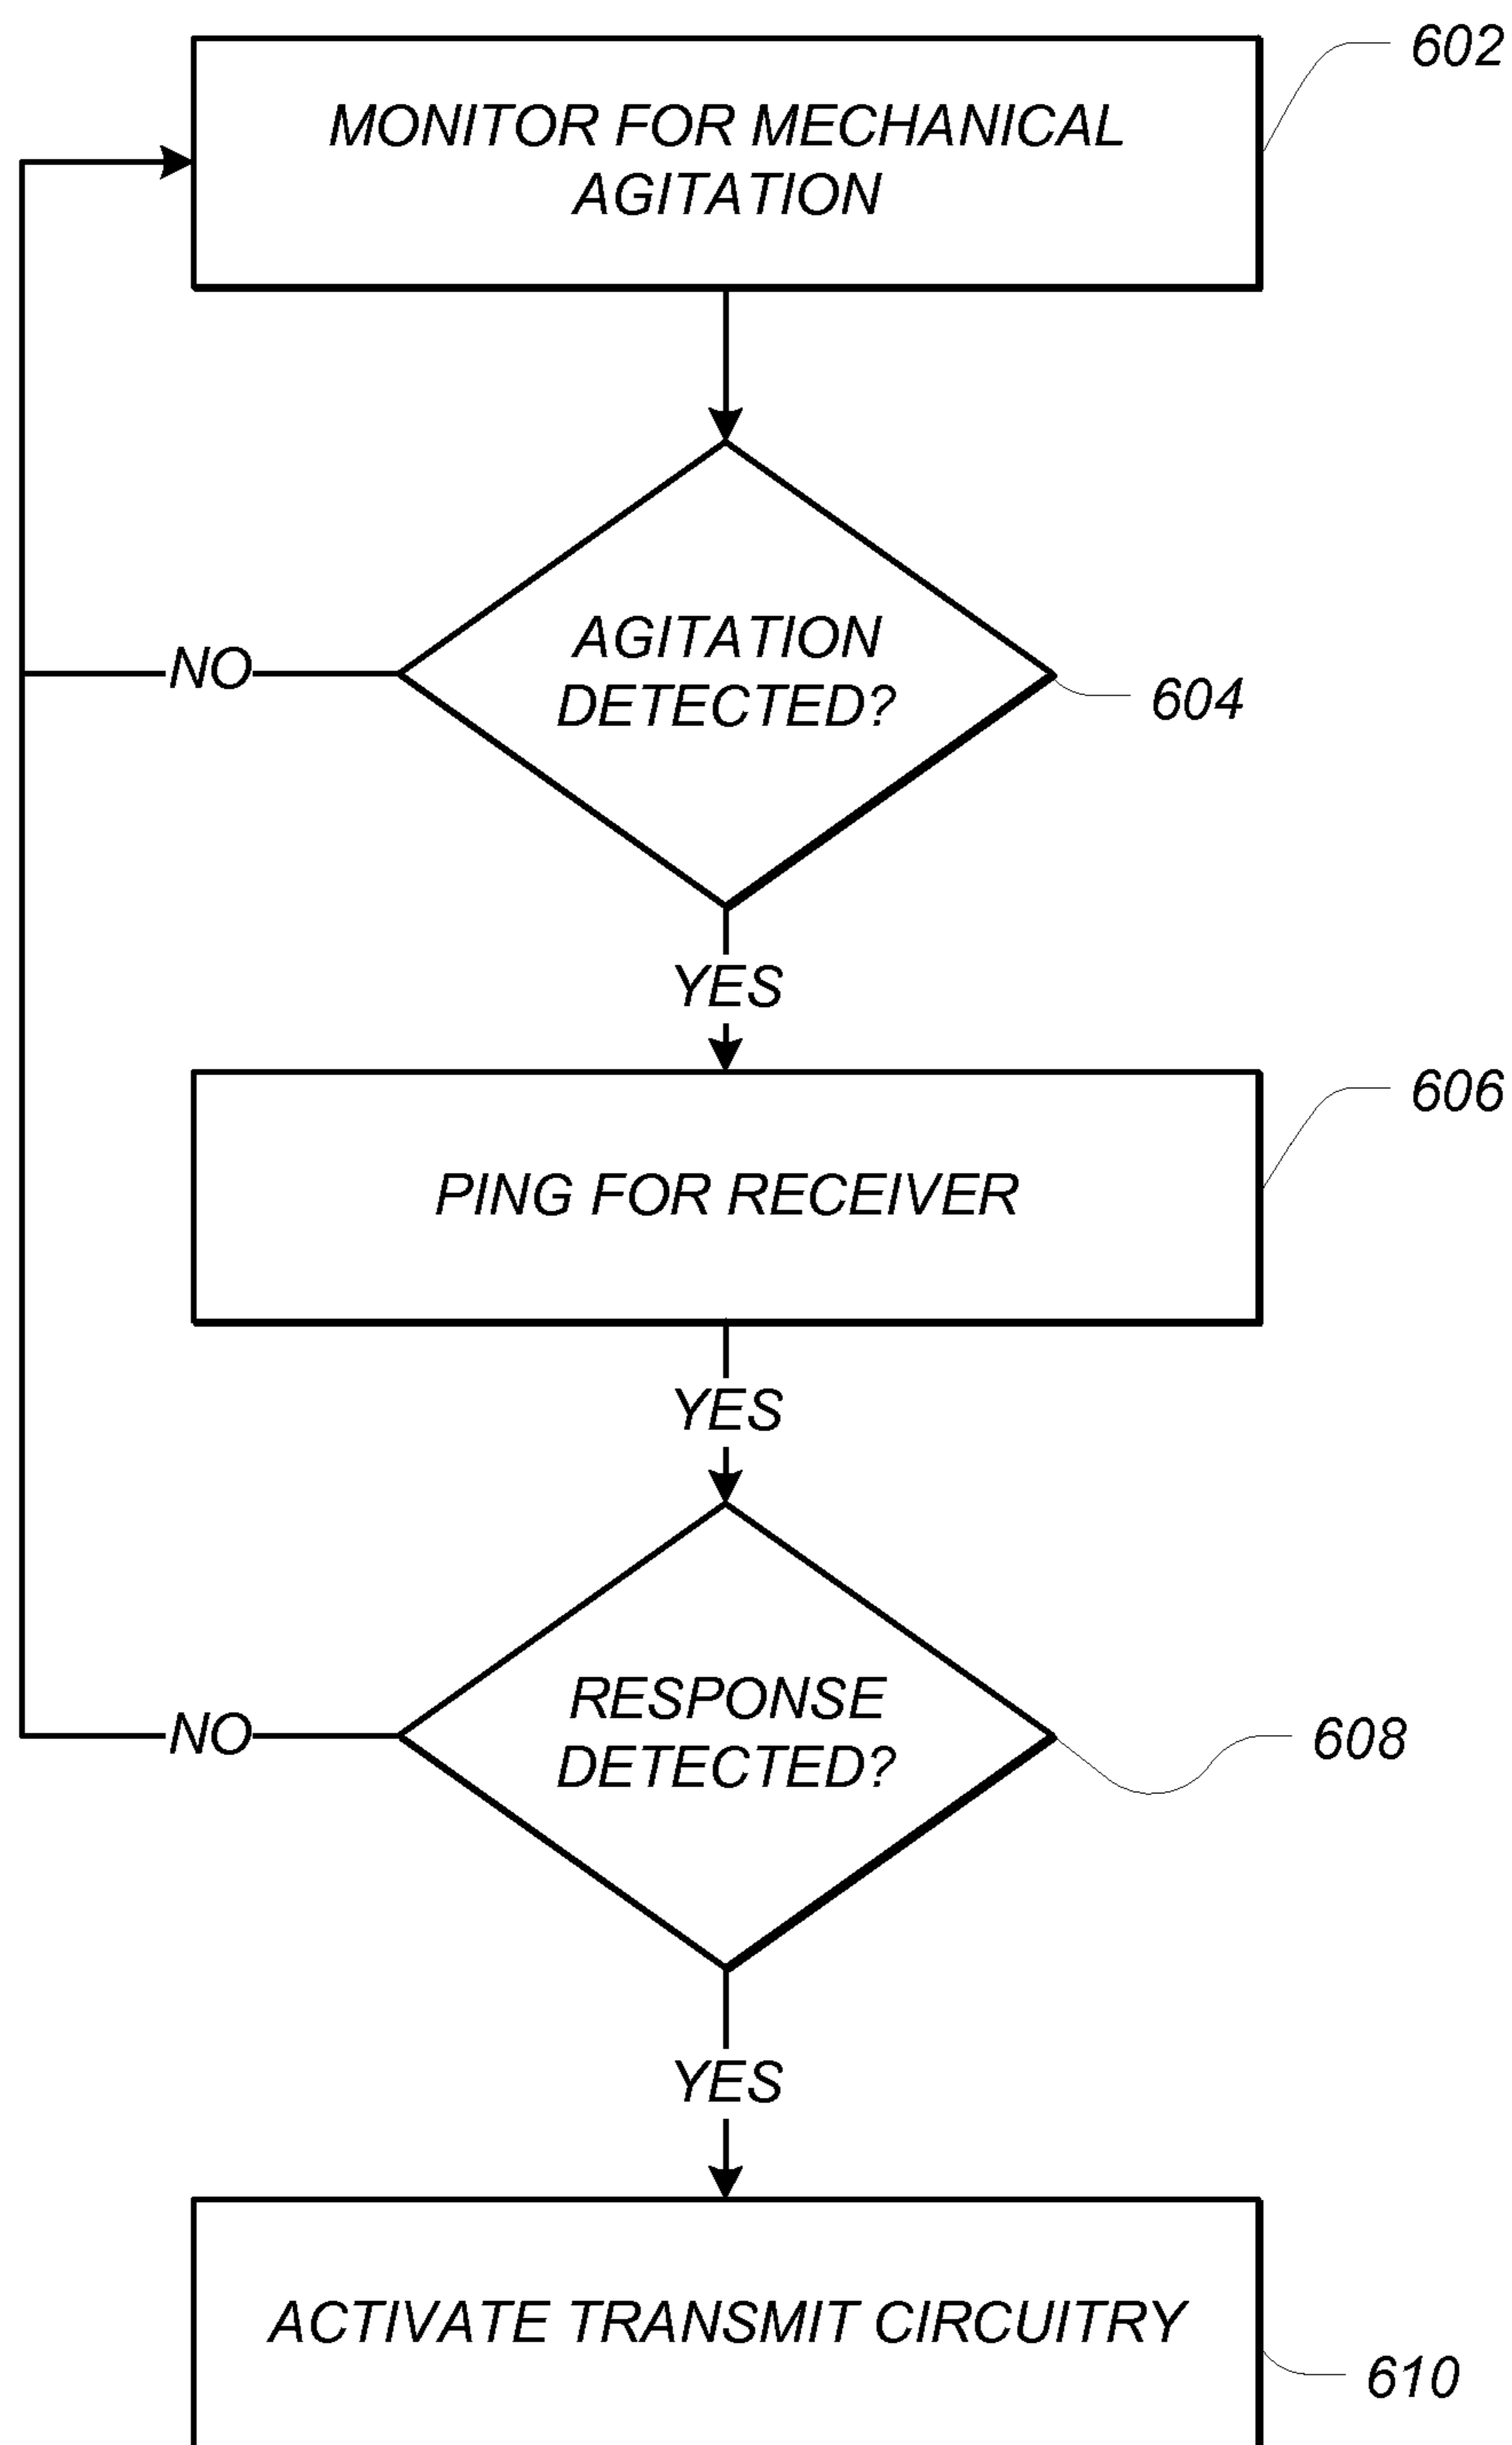 602
MONITOR FOR MECHANICAL
AGITATION
AGITATION
DETECTED?
NO
604
YES
606
PING FOR RECEIVER
YES
RESPONSE
DETECTED?
NO
608
YES
ACTIVATE TRANSMIT CIRCUITRY
610